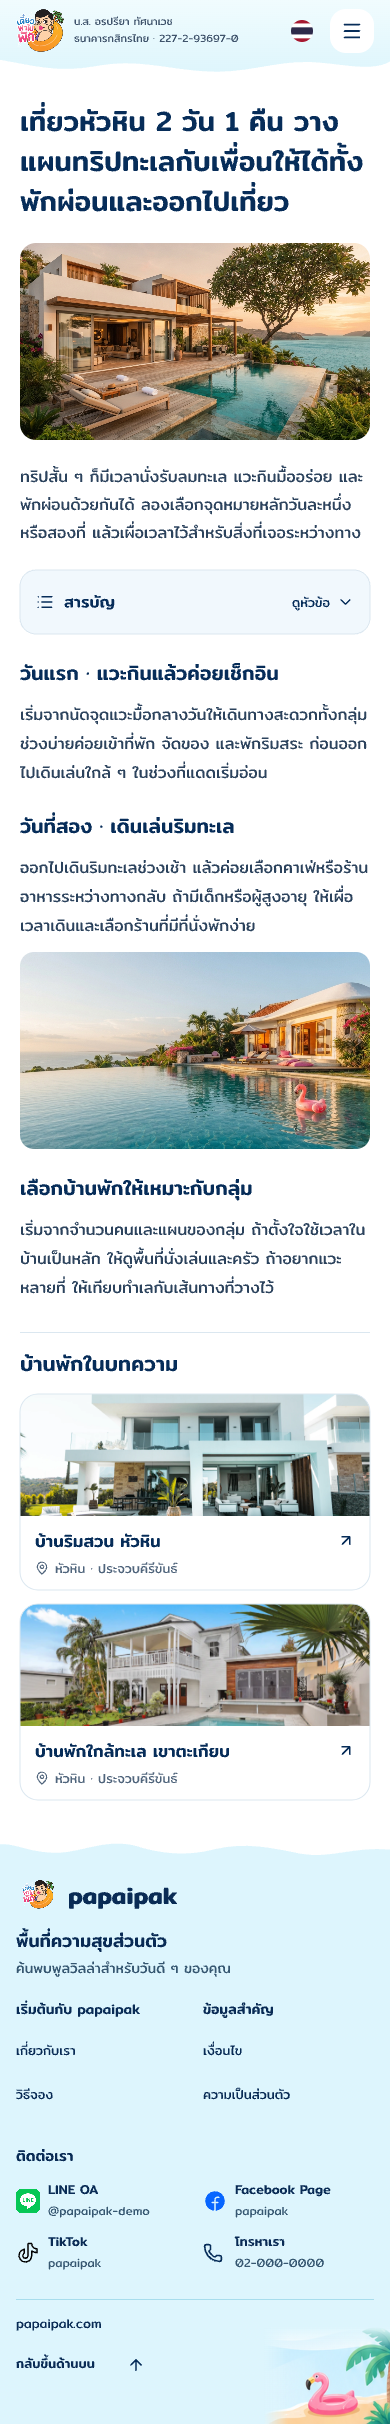 น.ส. อรปรียา ทัศนาเวช
ธนาคารกสิกรไทย · 227-2-93697-0
เที่ยวหัวหิน 2 วัน 1 คืน วาง
แผนทริปทะเลกับเพื่อนให้ได้ทั้ง
พักผ่อนและออกไปเที่ยว
ทริปสั้น ๆ ก็มีเวลานั่งรับลมทะเล แวะกินมื้ออร่อย และ
พักผ่อนด้วยกันได้ ลองเลือกจุดหมายหลักวันละหนึ่ง
หรือสองที่ แล้วเผื่อเวลาไว้สำหรับสิ่งที่เจอระหว่างทาง
สารบัญ
ดูหัวข้อ
วันแรก · แวะกินแล้วค่อยเช็กอิน
เริ่มจากนัดจุดแวะมื้อกลางวันให้เดินทางสะดวกทั้งกลุ่ม
ช่วงบ่ายค่อยเข้าที่พัก จัดของ และพักริมสระ ก่อนออก
ไปเดินเล่นใกล้ ๆ ในช่วงที่แดดเริ่มอ่อน
วันที่สอง · เดินเล่นริมทะเล
ออกไปเดินริมทะเลช่วงเช้า แล้วค่อยเลือกคาเฟ่หรือร้าน
อาหารระหว่างทางกลับ ถ้ามีเด็กหรือผู้สูงอายุ ให้เผื่อ
เวลาเดินและเลือกร้านที่มีที่นั่งพักง่าย
เลือกบ้านพักให้เหมาะกับกลุ่ม
เริ่มจากจำนวนคนและแผนของกลุ่ม ถ้าตั้งใจใช้เวลาใน
บ้านเป็นหลัก ให้ดูพื้นที่นั่งเล่นและครัว ถ้าอยากแวะ
หลายที่ ให้เทียบทำเลกับเส้นทางที่วางไว้
บ้านพักในบทความ
บ้านริมสวน หัวหิน
หัวหิน · ประจวบคีรีขันธ์
บ้านพักใกล้ทะเล เขาตะเกียบ
หัวหิน · ประจวบคีรีขันธ์
papaipak
พื้นที่ความสุขส่วนตัว
ค้นพบพูลวิลล่าสำหรับวันดี ๆ ของคุณ
เริ่มต้นกับ papaipak
ข้อมูลสำคัญ
เกี่ยวกับเรา
เงื่อนไข
วิธีจอง
ความเป็นส่วนตัว
ติดต่อเรา
LINE OA
@papaipak-demo
Facebook Page
papaipak
TikTok
papaipak
โทรหาเรา
02-000-0000
papaipak.com
กลับขึ้นด้านบน